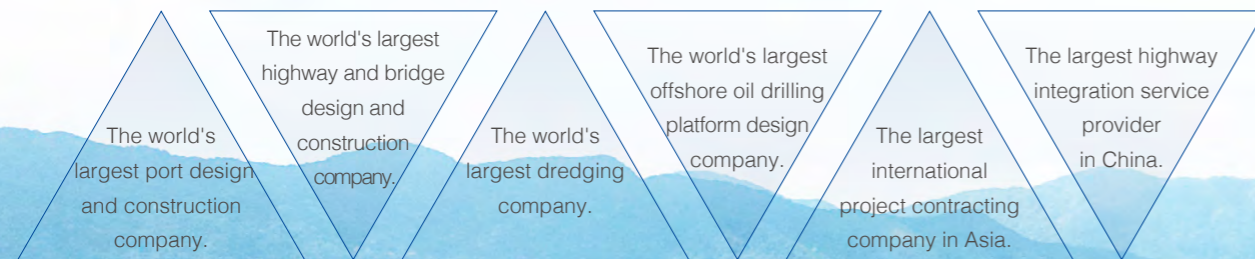 The world's
largest port design
and construction
company.
The world's largest
highway and bridge
design and
construction
company.
The world's
largest dredging
company.
The world's largest
offshore oil drilling
platform design
company.
The largest
international
project contracting
company in Asia.
The largest highway
integration service
provider
in China.